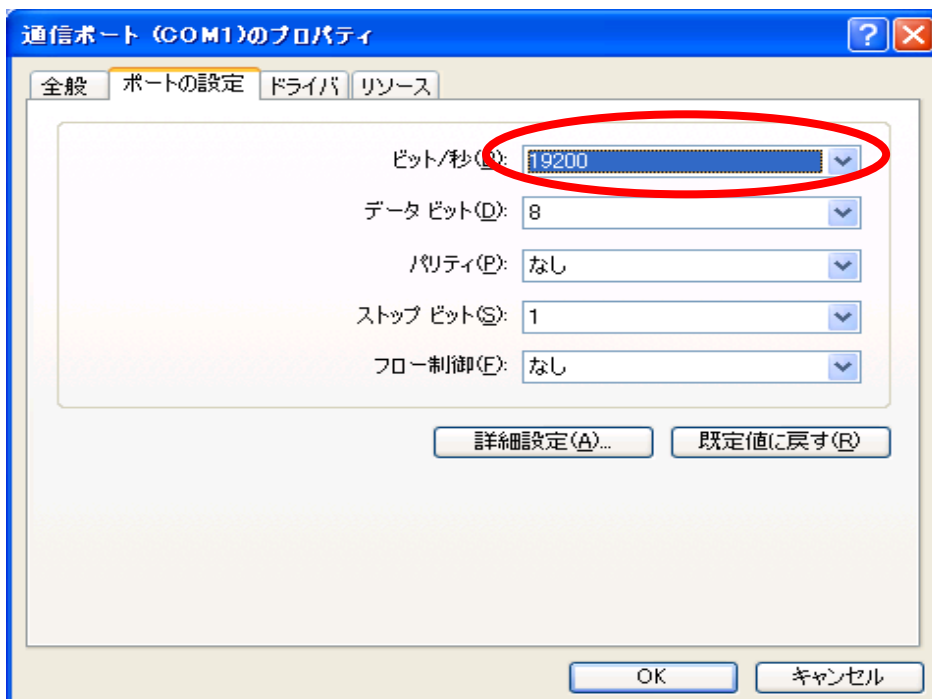 通信ポート (COM1)のプロパティ
全般 ポートの設定 ドライバ リソース
ビット/秒(B): 19200
データ ビット(D): 8
パリティ(P): なし
ストップ ビット(S): 1
フロー制御(F): なし
詳細設定(A)... 既定値に戻す(R)
OK キャンセル